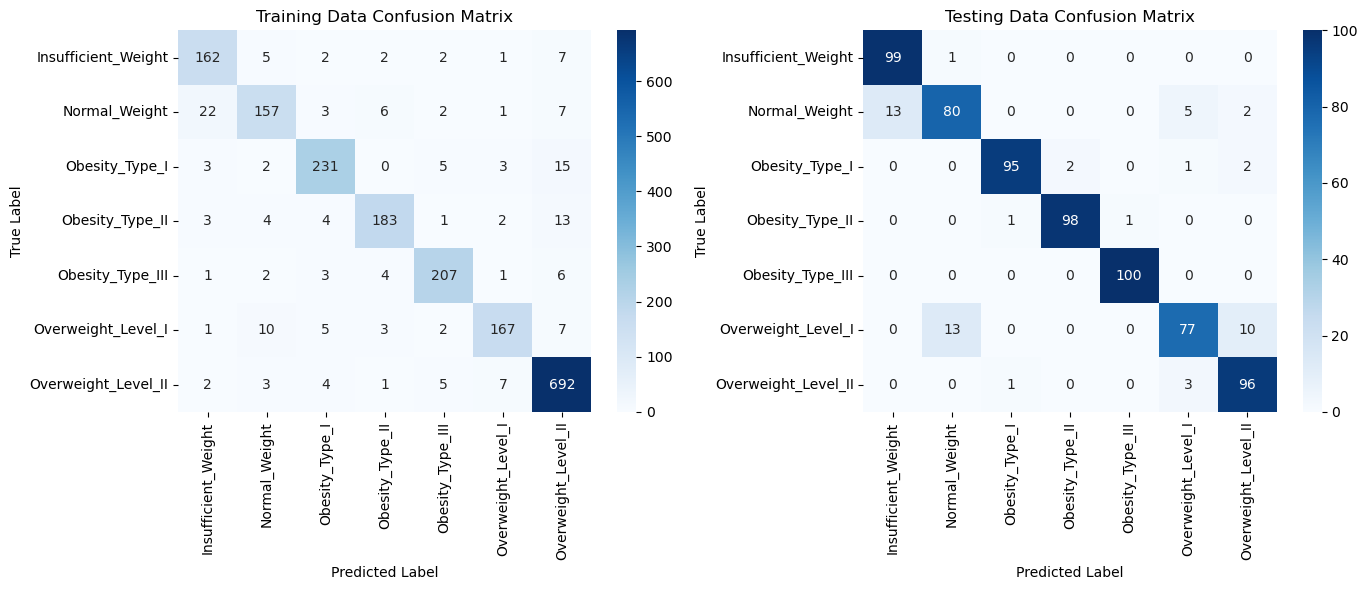 Training Data Confusion Matrix
Insufficient_Weight 162 5 2 2 2 1 7
Normal_Weight 22 157 3 6 2 1 7
Obesity_Type_I 3 2 231 0 5 3 15
Obesity_Type_II 3 4 4 183 1 2 13
Obesity_Type_III 1 2 3 4 207 1 6
Overweight_Level_I 1 10 5 3 2 167 7
Overweight_Level_II 2 3 4 1 5 7 692
True Label
Insufficient_Weight
Normal_Weight
Obesity_Type_I
Obesity_Type_II
Obesity_Type_III
Overweight_Level_I
Overweight_Level_II
Predicted Label
600
500
400
300
200
100
0
Testing Data Confusion Matrix
Insufficient_Weight 99 1 0 0 0 0 0
Normal_Weight 13 80 0 0 0 5 2
Obesity_Type_I 0 0 95 2 0 1 2
Obesity_Type_II 0 0 1 98 1 0 0
Obesity_Type_III 0 0 0 0 100 0 0
Overweight_Level_I 0 13 0 0 0 77 10
Overweight_Level_II 0 0 1 0 0 3 96
True Label
Insufficient_Weight
Normal_Weight
Obesity_Type_I
Obesity_Type_II
Obesity_Type_III
Overweight_Level_I
Overweight_Level_II
Predicted Label
100
80
60
40
20
0